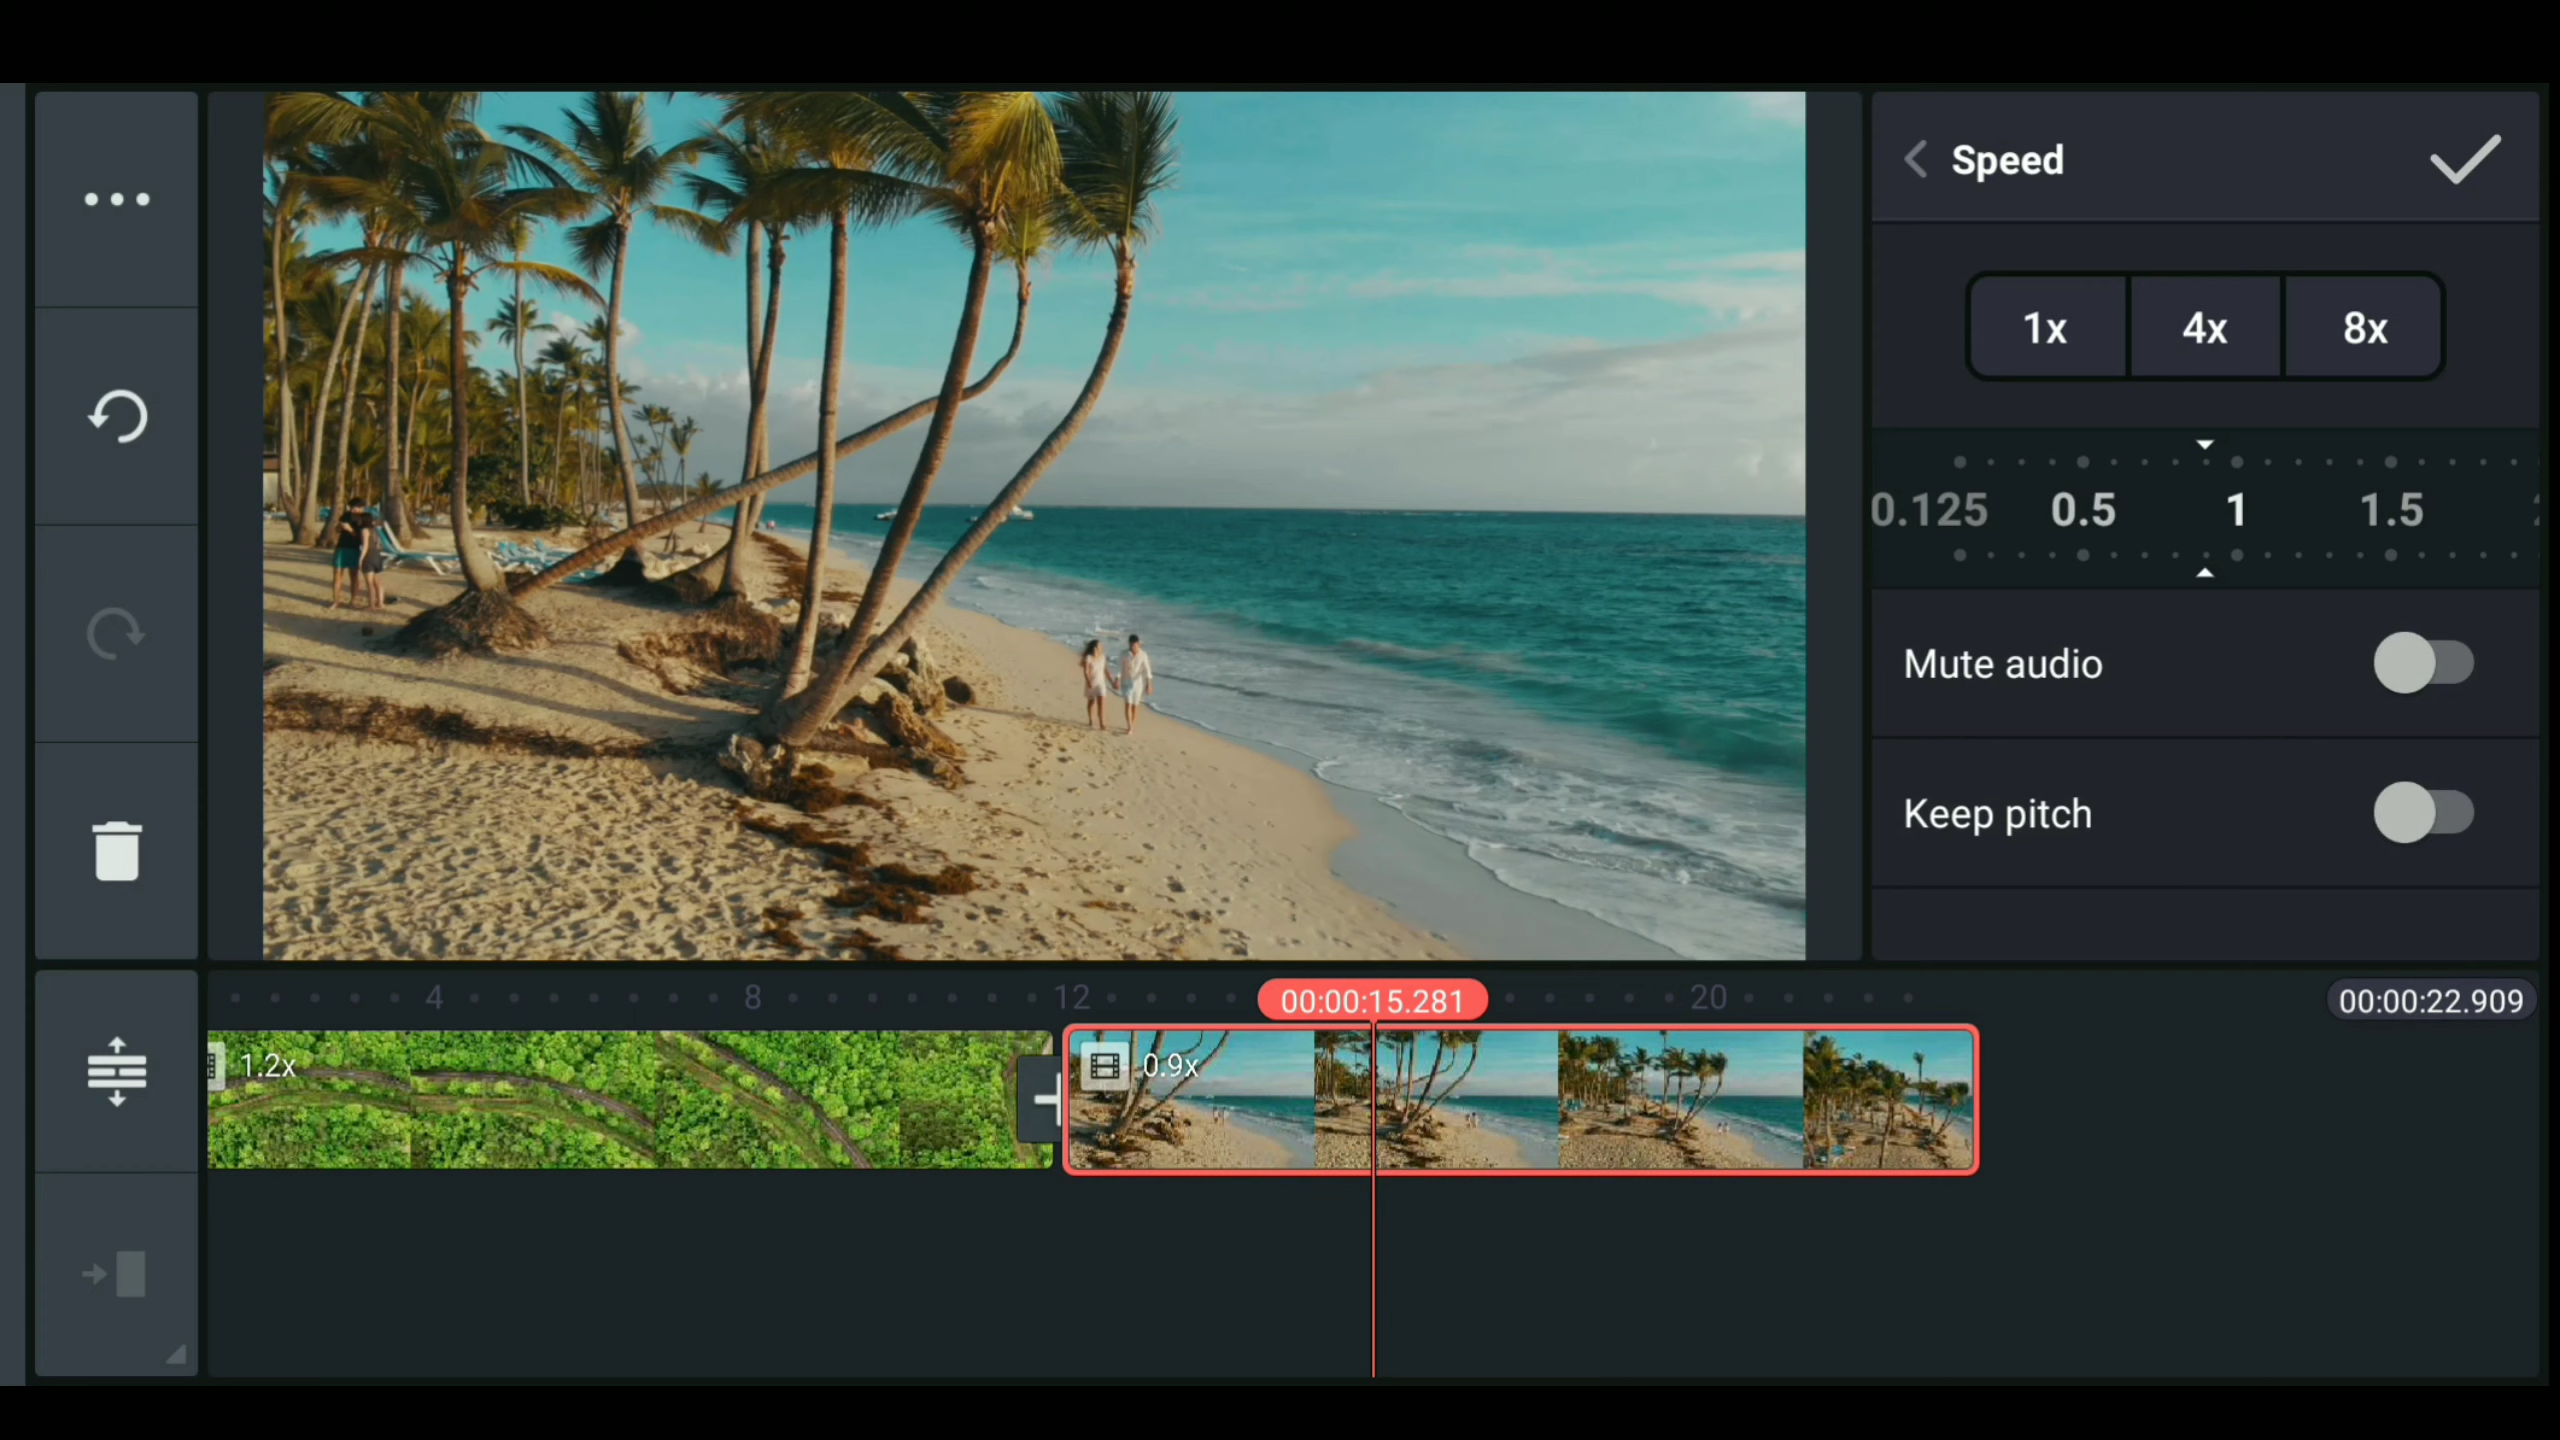 Speed
1x 4x 8x
0.125 0.5 1 1.5
Mute audio
Keep pitch
4 8 12 00:00:15.281 20 00:00:22.909
1.2x 0.9x